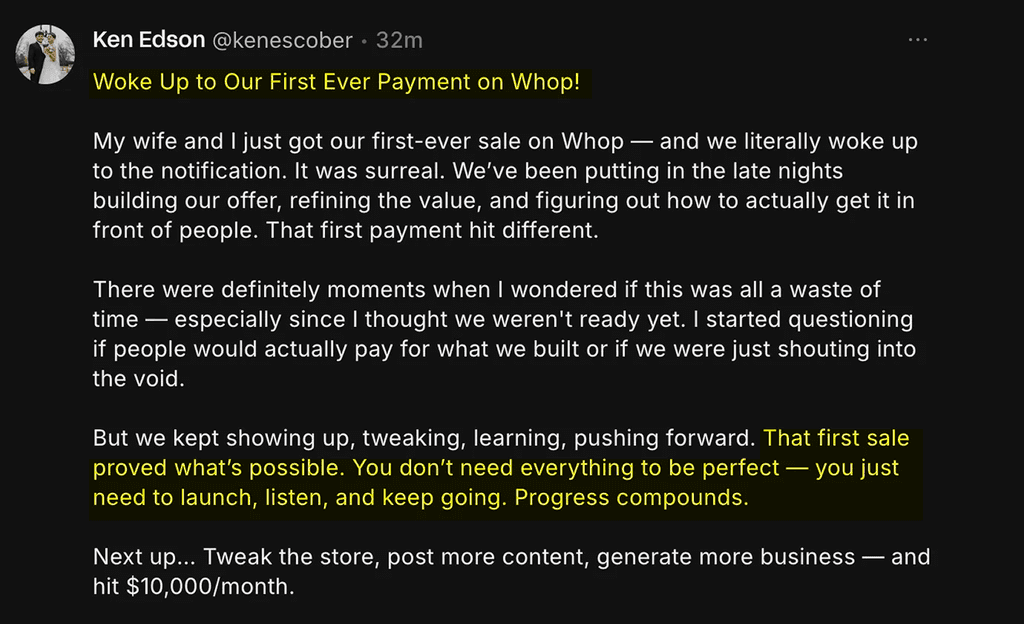 Ken Edson @kenescober · 32m
Woke Up to Our First Ever Payment on Whop!
My wife and I just got our first-ever sale on Whop — and we literally woke up
to the notification. It was surreal. We’ve been putting in the late nights
building our offer, refining the value, and figuring out how to actually get it in
front of people. That first payment hit different.
There were definitely moments when I wondered if this was all a waste of
time — especially since I thought we weren't ready yet. I started questioning
if people would actually pay for what we built or if we were just shouting into
the void.
But we kept showing up, tweaking, learning, pushing forward. That first sale
proved what’s possible. You don’t need everything to be perfect — you just
need to launch, listen, and keep going. Progress compounds.
Next up... Tweak the store, post more content, generate more business — and
hit $10,000/month.